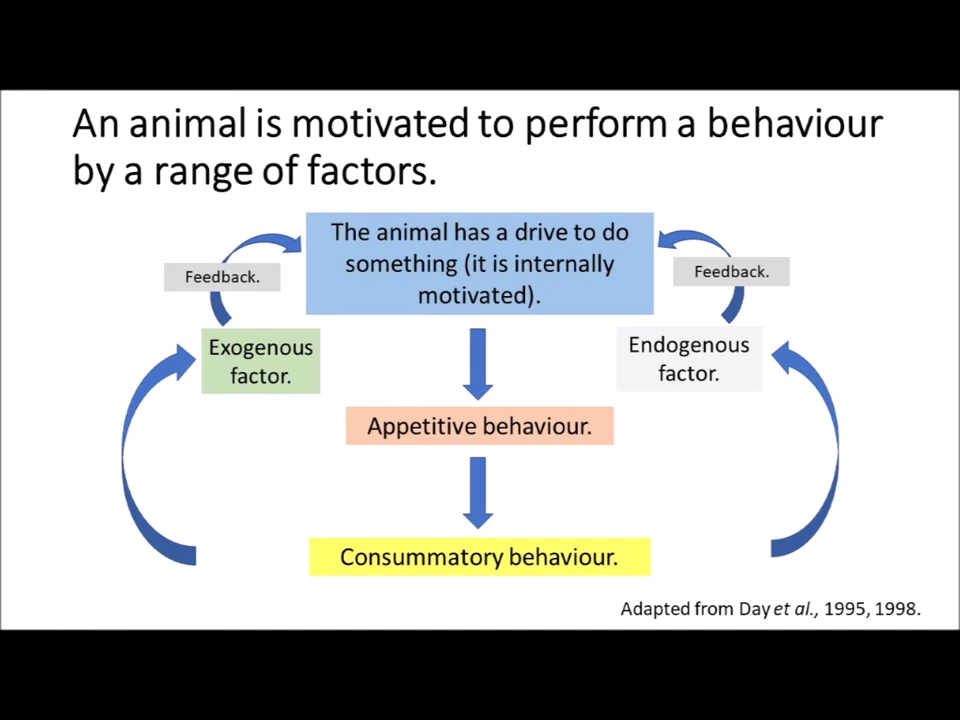 An animal is motivated to perform a behaviour
by a range of factors.
The animal has a drive to do
something (it is internally
motivated).
Feedback.
Feedback.
Exogenous
factor.
Endogenous
factor.
Appetitive behaviour.
Consummatory behaviour.
Adapted from Day et al., 1995, 1998.